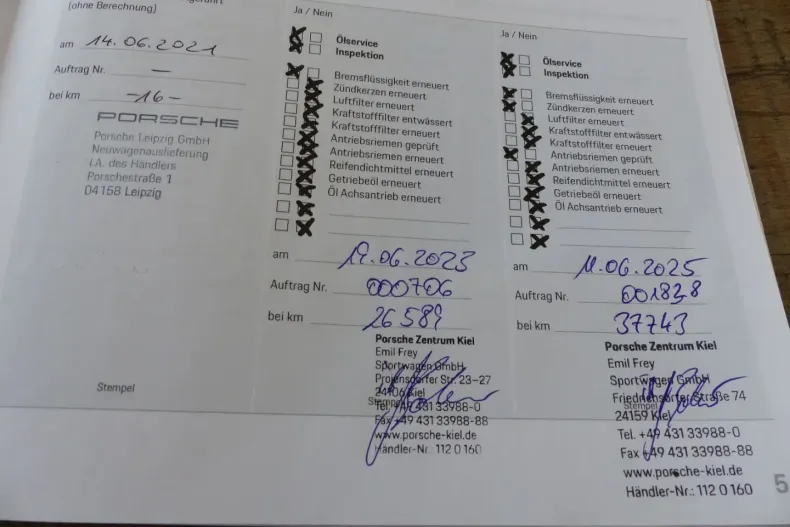 geführt
(ohne Berechnung)
am 14.06.2021
Auftrag Nr. —
bei km -16-
PORSCHE
Porsche Leipzig GmbH
Neuwagenauslieferung
i.A. des Händlers
Porschestraße 1
04158 Leipzig
Stempel
Ja / Nein
Ölservice
Inspektion
Bremsflüssigkeit erneuert
Zündkerzen erneuert
Luftfilter erneuert
Kraftstofffilter entwässert
Kraftstofffilter erneuert
Antriebsriemen geprüft
Antriebsriemen erneuert
Reifendichtmittel erneuert
Getriebeöl erneuert
Öl Achsantrieb erneuert
am 19.06.2023
Auftrag Nr. 000706
bei km 26589
Porsche Zentrum Kiel
Emil Frey
Sportwagen GmbH
Projensdorfer Str. 23-27
24106 Kiel
Stempel
Tel. +49 431 33988-0
Fax +49 431 33988-88
www.porsche-kiel.de
Händler-Nr. 112 0 160
Ja / Nein
Ölservice
Inspektion
Bremsflüssigkeit erneuert
Zündkerzen erneuert
Luftfilter erneuert
Kraftstofffilter entwässert
Kraftstofffilter erneuert
Antriebsriemen geprüft
Antriebsriemen erneuert
Reifendichtmittel erneuert
Getriebeöl erneuert
Öl Achsantrieb erneuert
am 11.06.2025
Auftrag Nr. 001838
bei km 37743
Porsche Zentrum Kiel
Emil Frey
Sportwagen GmbH
Friedrichsorter Straße 74
Stempel
24159 Kiel
Tel. +49 431 33988-0
Fax +49 431 33988-88
www.porsche-kiel.de
Händler-Nr.: 112 0 160
5